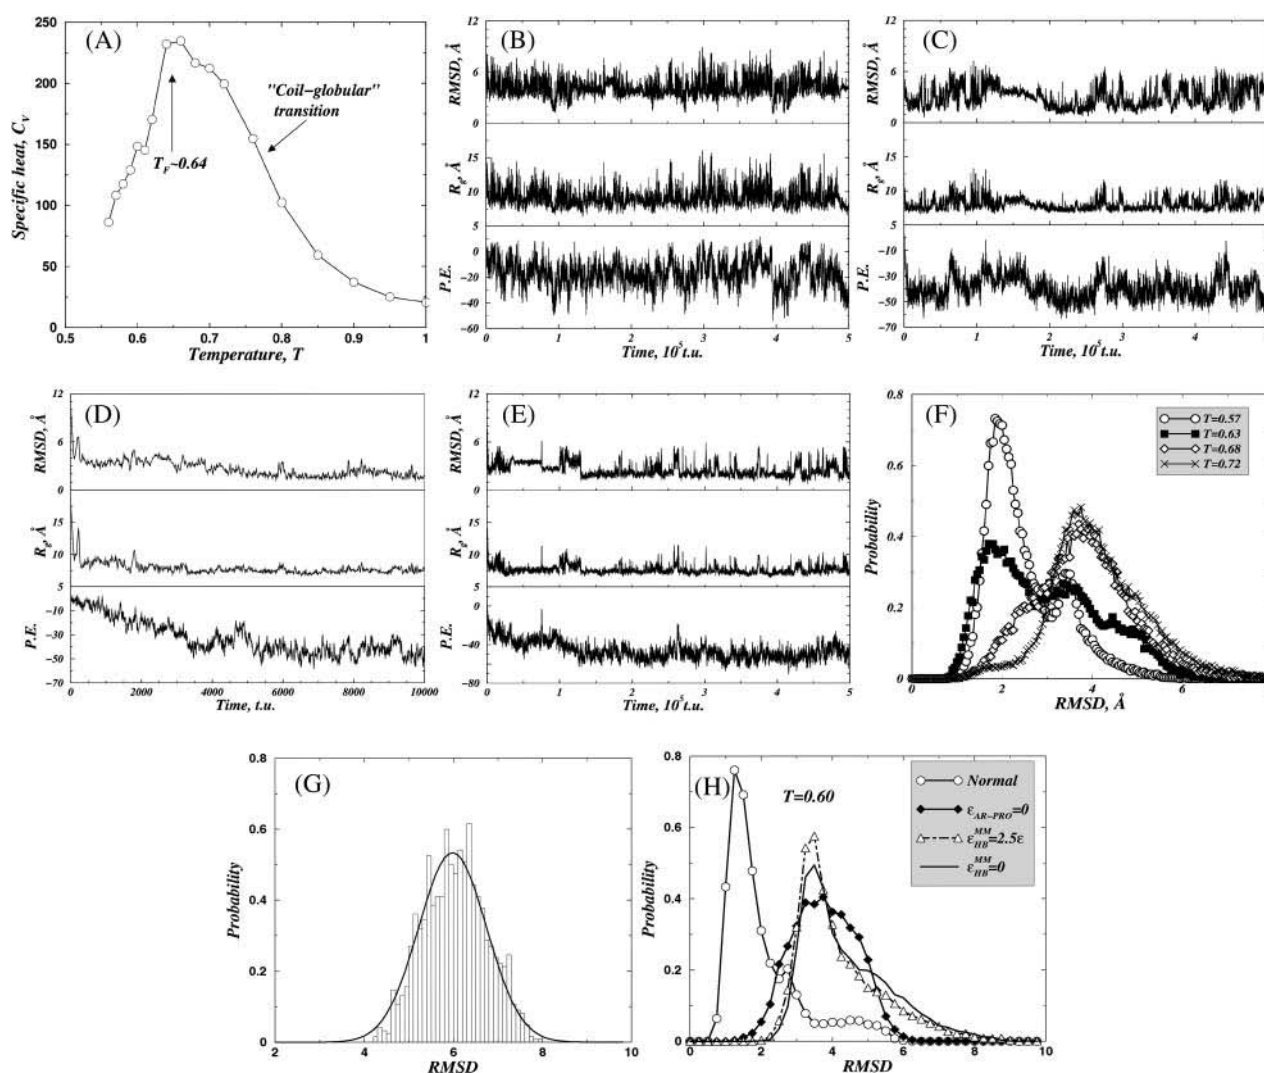 (A)
Specific heat, C_V
250
200
150
100
50
0
T_F~0.64
"Coil-globular"
transition
0.5 0.6 0.7 0.8 0.9 1
Temperature, T
(B)
RMSD, Å
12
6
0
R_g, Å
15
10
5
P.E.
0
−20
−40
−60
0 1 2 3 4 5
Time, 10^5 t.u.
(C)
RMSD, Å
12
6
0
R_g, Å
15
10
5
P.E.
−10
−30
−50
−70
0 1 2 3 4
Time, 10^5 t.u.
(D)
RMSD, Å
12
6
0
R_g, Å
15
10
5
P.E.
−10
−30
−50
−70
0 2000 4000 6000 8000 10000
Time, t.u.
(E)
RMSD, Å
12
6
0
R_g, Å
15
10
5
P.E.
0
−40
−80
0 1 2 3 4 5
Time, 10^5 t.u.
(F)
Probability
0.8
0.6
0.4
0.2
0
T=0.57
T=0.63
T=0.68
T=0.72
0 2 4 6
RMSD, Å
(G)
Probability
0.8
0.6
0.4
0.2
0
2 4 6 8 10
RMSD
(H)
T=0.60
Probability
0.8
0.6
0.4
0.2
0
Normal
ε_AR−PRO=0
ε_HB^MM=2.5ε
ε_HB^MM=0
0 2 4 6 8 10
RMSD